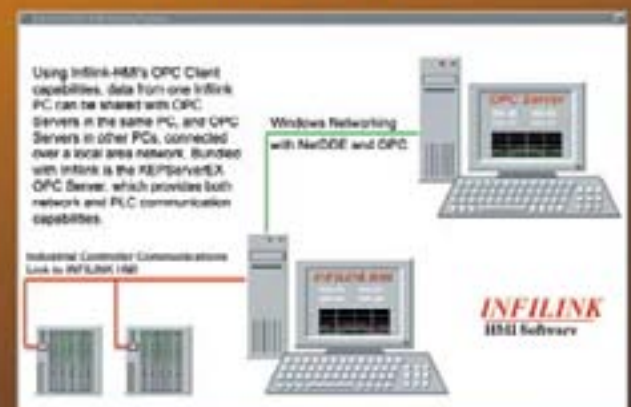 Using Infilink-HMI's OPC Client
capabilities, data from one Infilink
PC can be shared with OPC
Servers in the same PC, and OPC
Servers in other PCs, connected
over a local area network. Bundled
with Infilink is the KEPServerEX
OPC Server, which provides both
network and PLC communication
capabilities.
OPC Server
Windows Networking
with NetDDE and OPC
Industrial Controller Communications
Link to INFILINK HMI
INFILINK HMI
INFILINK
HMI Software